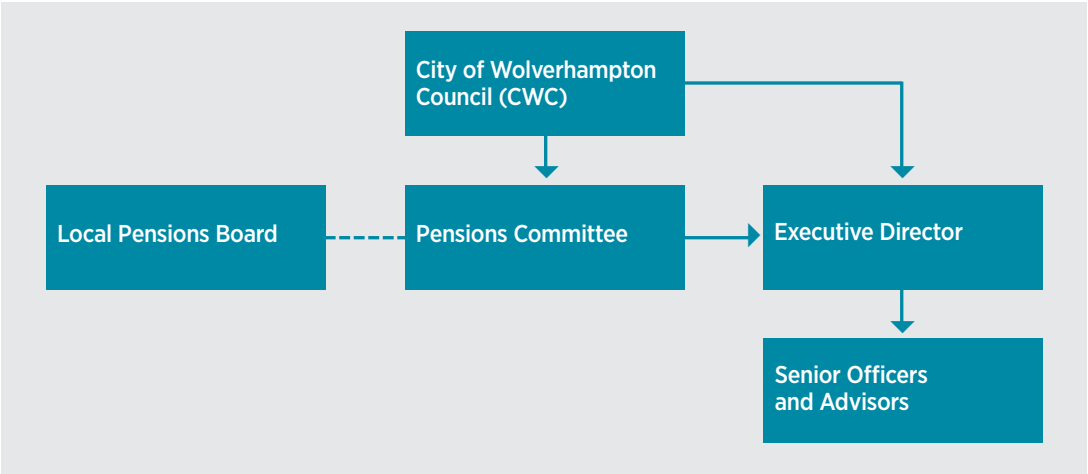 City of Wolverhampton
Council (CWC)
Local Pensions Board
Pensions Committee
Executive Director
Senior Officers
and Advisors